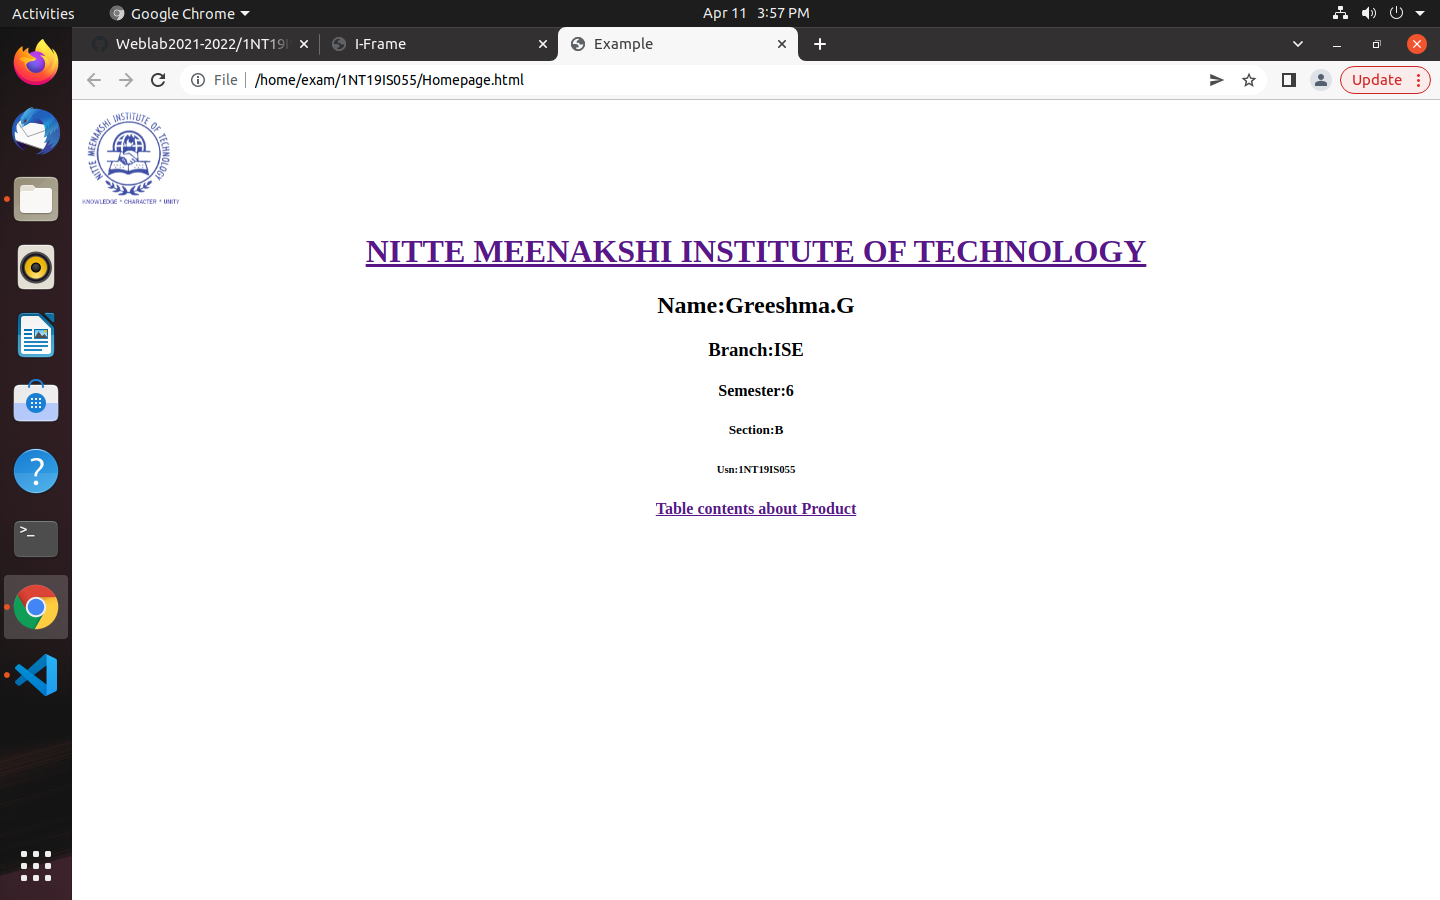 Activities
Google Chrome
Apr 11 3:57 PM
Weblab2021-2022/1NT19I
I-Frame
Example
File
/home/exam/1NT19IS055/Homepage.html
Update
NITTE MEENAKSHI INSTITUTE OF TECHNOLOGY
KNOWLEDGE * CHARACTER * UNITY
NITTE MEENAKSHI INSTITUTE OF TECHNOLOGY
Name:Greeshma.G
Branch:ISE
Semester:6
Section:B
Usn:1NT19IS055
Table contents about Product